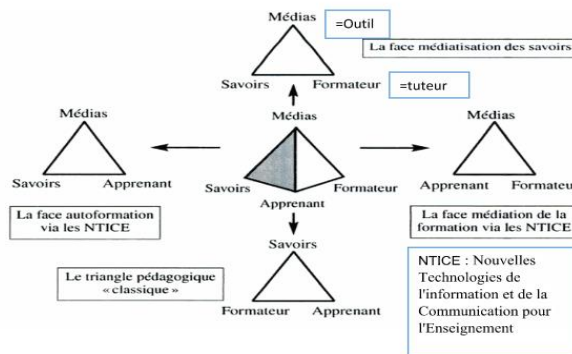 Médias
=Outil
La face médiatisation des savoirs
Savoirs Formateur
=tuteur
Médias
Médias
Médias
Savoirs Apprenant
Savoirs
Formateur
Apprenant
Apprenant Formateur
La face autoformation
via les NTICE
La face médiation de la
formation via les NTICE
Savoirs
Le triangle pédagogique
« classique »
Formateur Apprenant
NTICE : Nouvelles
Technologies de
l'information et de la
Communication pour
l'Enseignement